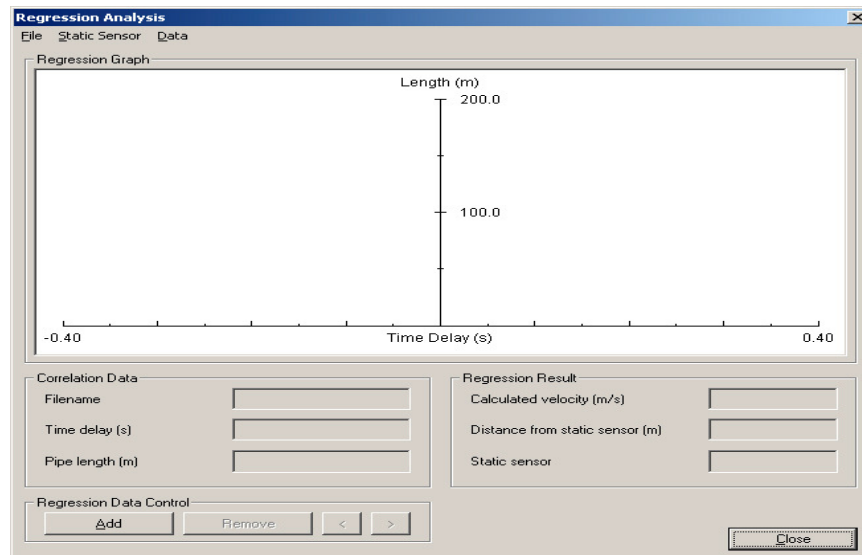 Regression Analysis
File Static Sensor Data
Regression Graph
Length (m)
200.0
100.0
-0.40 Time Delay (s) 0.40
Correlation Data
Filename
Time delay (s)
Pipe length (m)
Regression Result
Calculated velocity (m/s)
Distance from static sensor (m)
Static sensor
Regression Data Control
Add Remove < >
Close